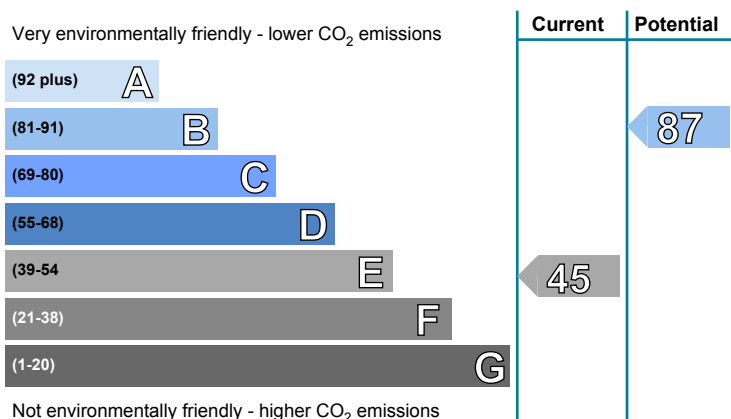 Current Potential
Very environmentally friendly - lower CO2 emissions
(92 plus) A
(81-91) B 87
(69-80) C
(55-68) D
(39-54 E 45
(21-38) F
(1-20) G
Not environmentally friendly - higher CO2 emissions